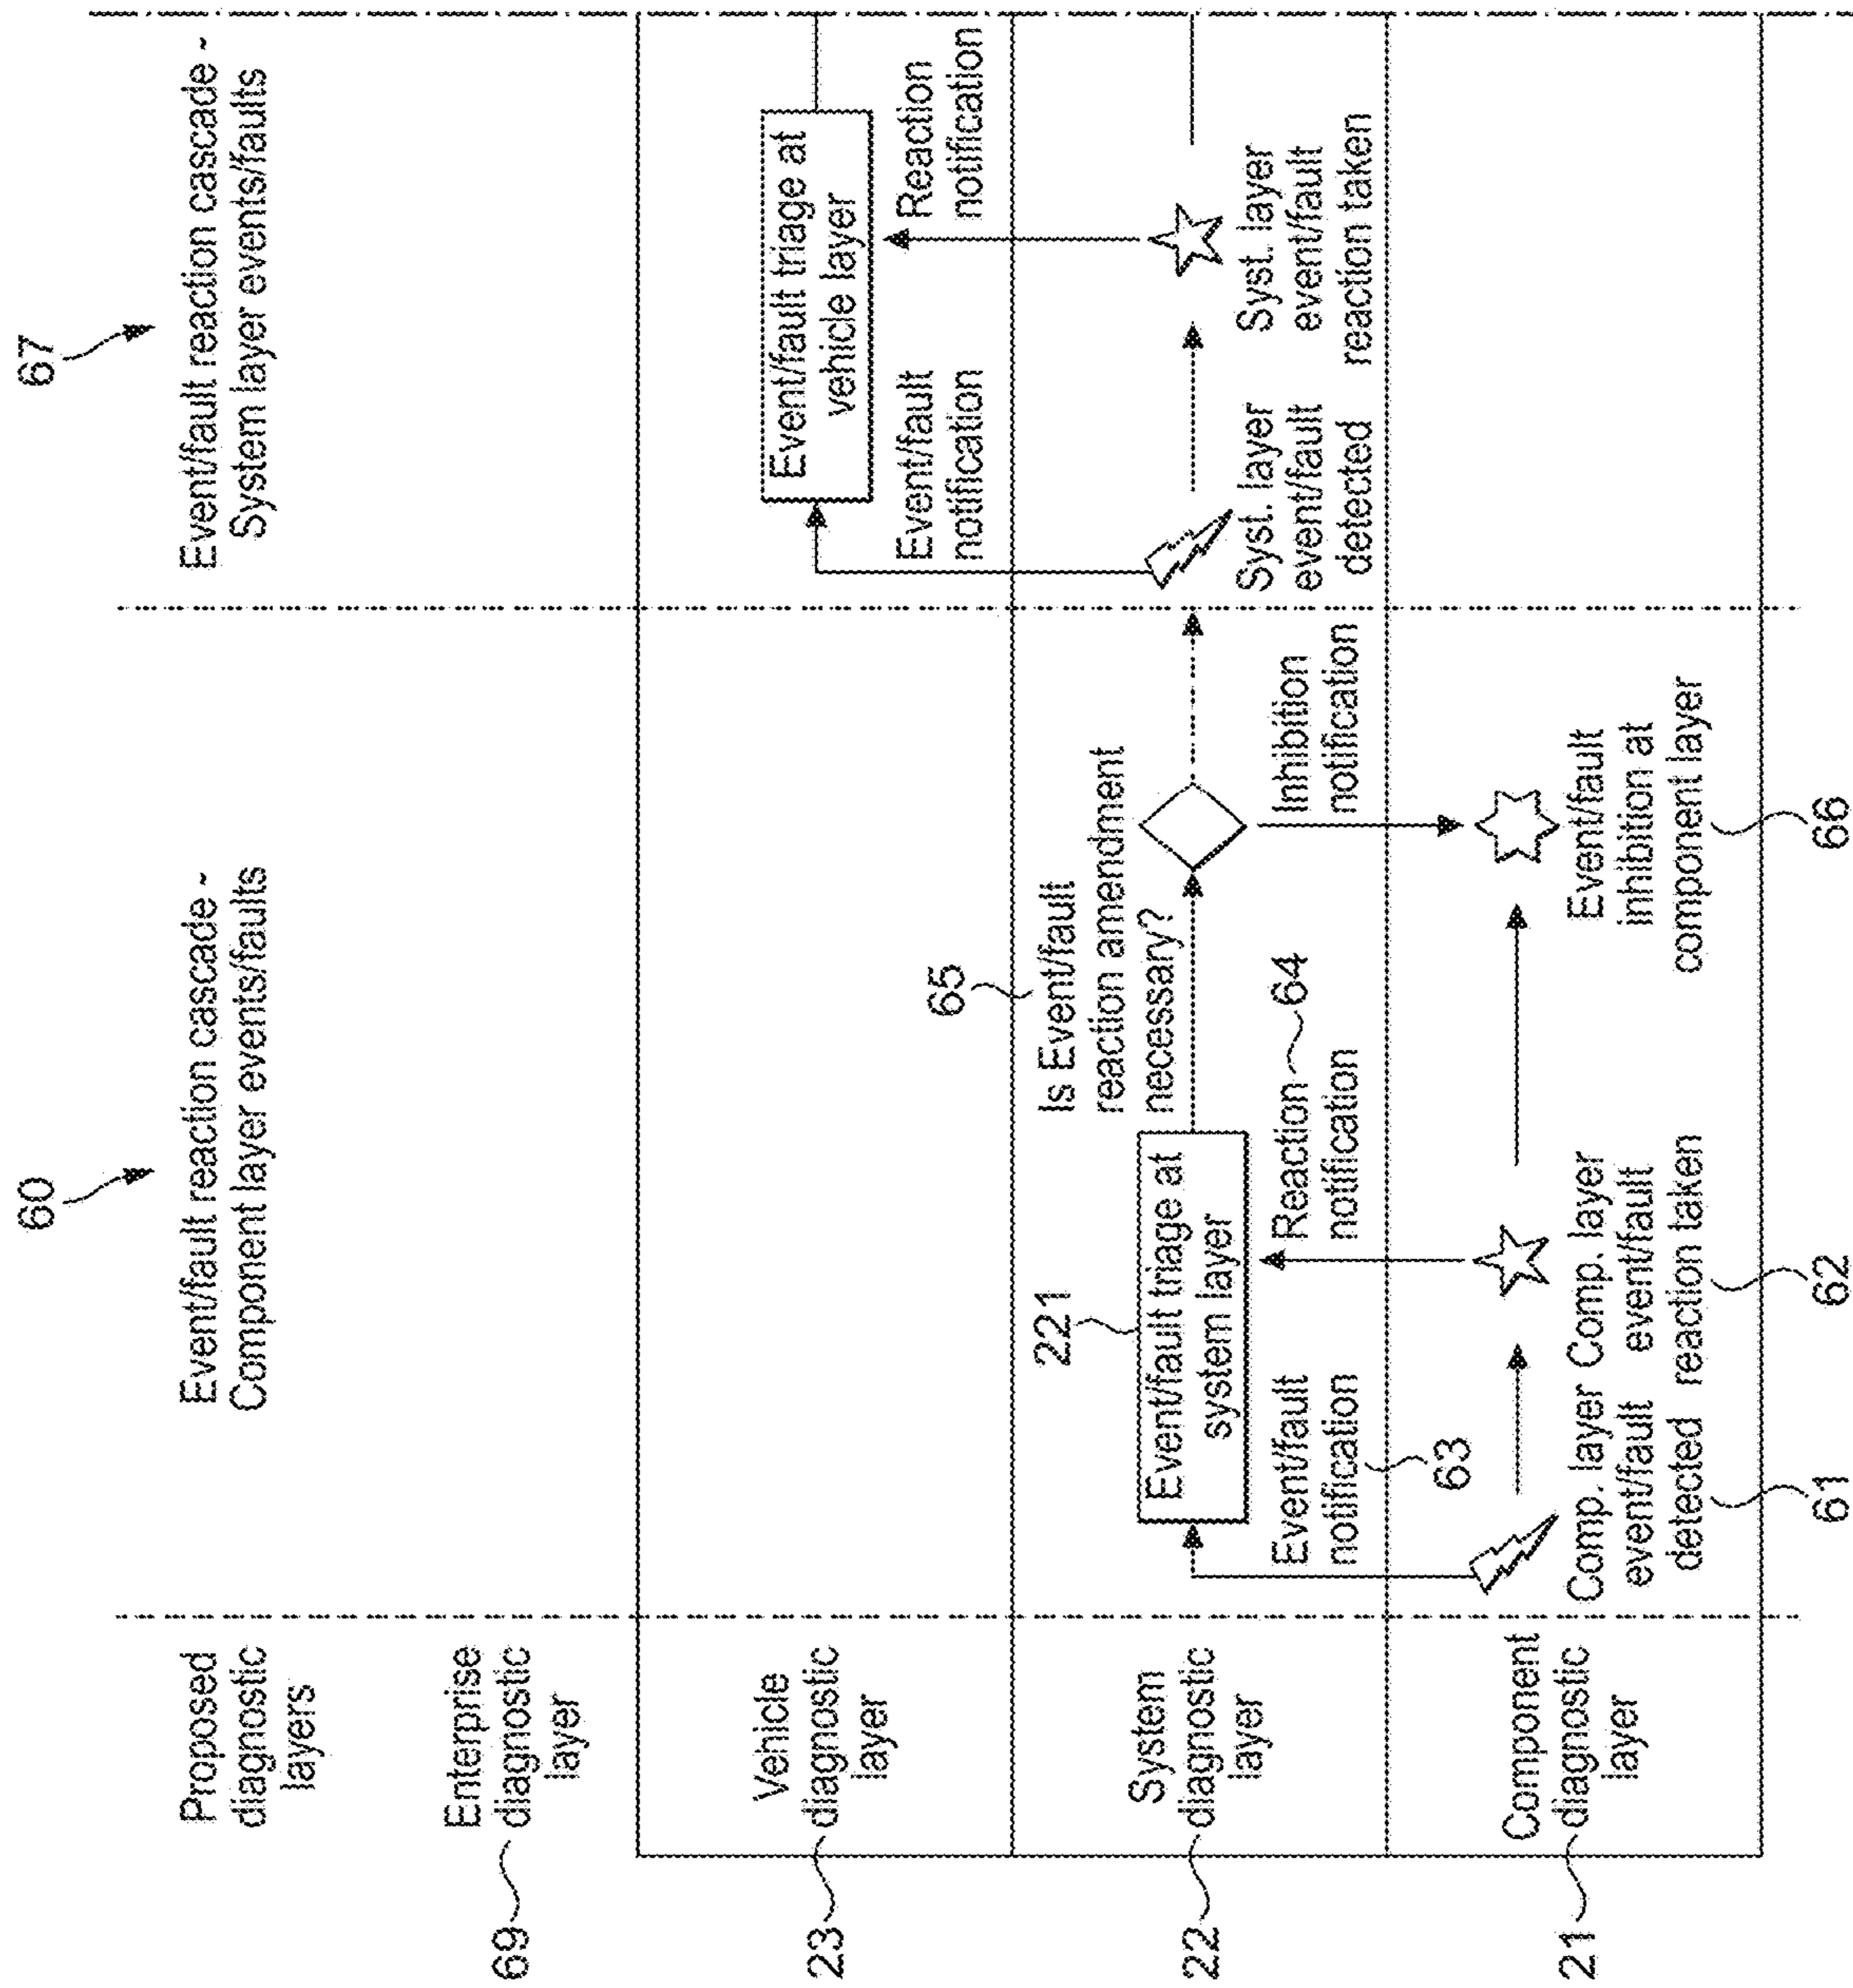 60
67
Proposed
diagnostic
layers
Event/fault reaction cascade -
Component layer events/faults
Event/fault reaction cascade -
System layer events/faults
69
Enterprise
diagnostic
layer
23
Vehicle
diagnostic
layer
Event/fault triage at
vehicle layer
Event/fault
notification
Reaction
notification
22
System
diagnostic
layer
221
Event/fault triage at
system layer
Event/fault
notification
63
Reaction
notification
64
65
Is Event/fault
reaction amendment
necessary?
Inhibition
notification
Syst. layer
event/fault
detected
Syst. layer
event/fault
reaction taken
21
Component
diagnostic
layer
Comp. layer
event/fault
detected
61
Comp. layer
event/fault
reaction taken
62
Event/fault
inhibition at
component layer
66